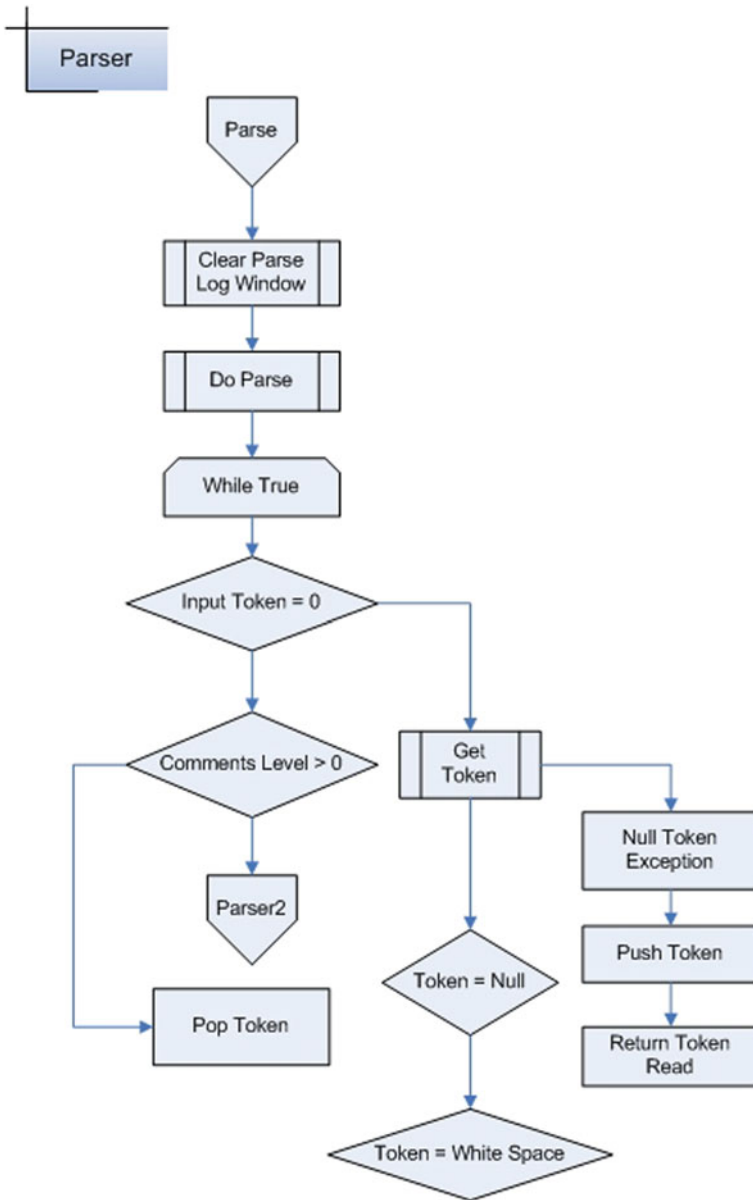 Parser
Parse
Clear Parse
Log Window
Do Parse
While True
Input Token = 0
Comments Level > 0
Get
Token
Null Token
Exception
Parser2
Push Token
Token = Null
Pop Token
Return Token
Read
Token = White Space